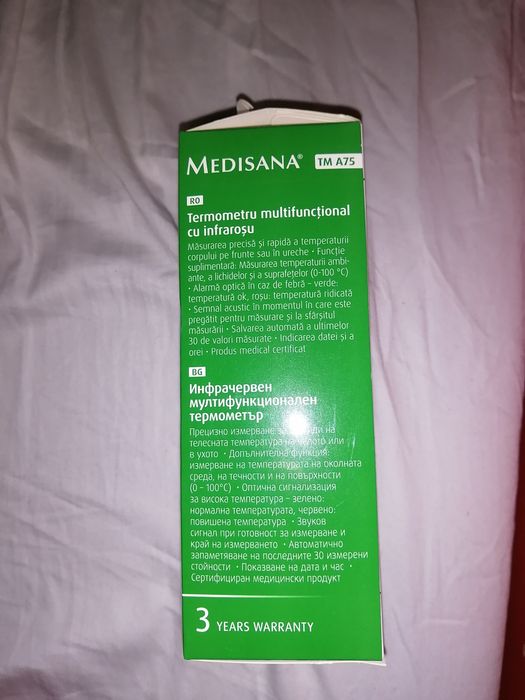 MEDISANA®
TM A75
RO
Termometru multifuncțional
cu infraroșu
Măsurarea precisă și rapidă a temperaturii
corpului pe frunte sau în ureche • Funcție
suplimentară: Măsurarea temperaturii ambi-
ante, a lichidelor și a suprafețelor (0-100 °C)
• Alarmă optică în caz de febră – verde:
temperatură ok, roșu: temperatură ridicată
• Semnal acustic în momentul în care este
pregătit pentru măsurare și la sfârșitul
măsurării • Salvarea automată a ultimelor
30 de valori măsurate • Indicarea datei și a
orei • Produs medical certificat
BG
Инфрачервен
мултифункционален
термометър
Прецизно измерване за на
телесната температура на челото или
в ухото • Допълнителна функция:
измерване на температурата на околната
среда, на течности и на повърхности
(0 – 100°C) • Оптична сигнализация
за висока температура – зелено:
нормална температурата, червено:
повишена температура • Звуков
сигнал при готовност за измерване и
край на измерването • Автоматично
запаметяване на последните 30 измерени
стойности • Показване на дата и час •
Сертифициран медицински продукт
3 YEARS WARRANTY